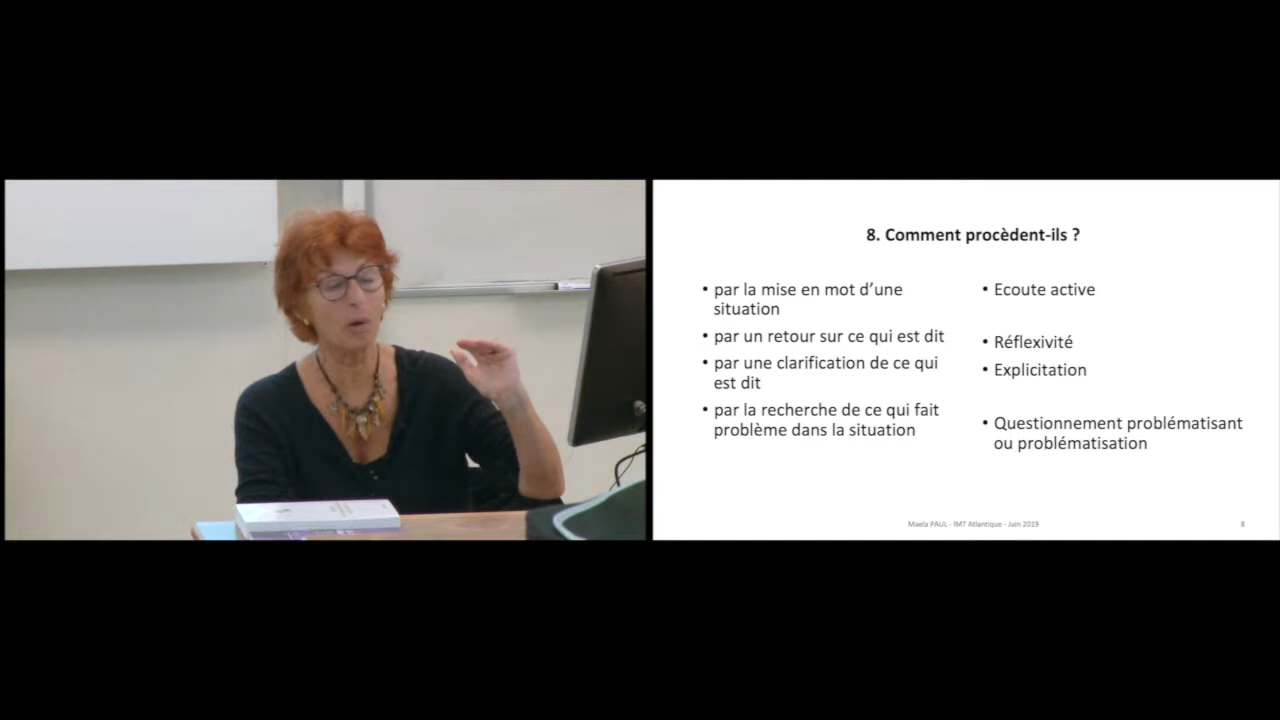 8. Comment procèdent-ils ?
• par la mise en mot d’une
situation
• par un retour sur ce qui est dit
• par une clarification de ce qui
est dit
• par la recherche de ce qui fait
problème dans la situation
• Ecoute active
• Réflexivité
• Explicitation
• Questionnement problématisant
ou problématisation
Maela PAUL - IMT Atlantique - Juin 2019
8